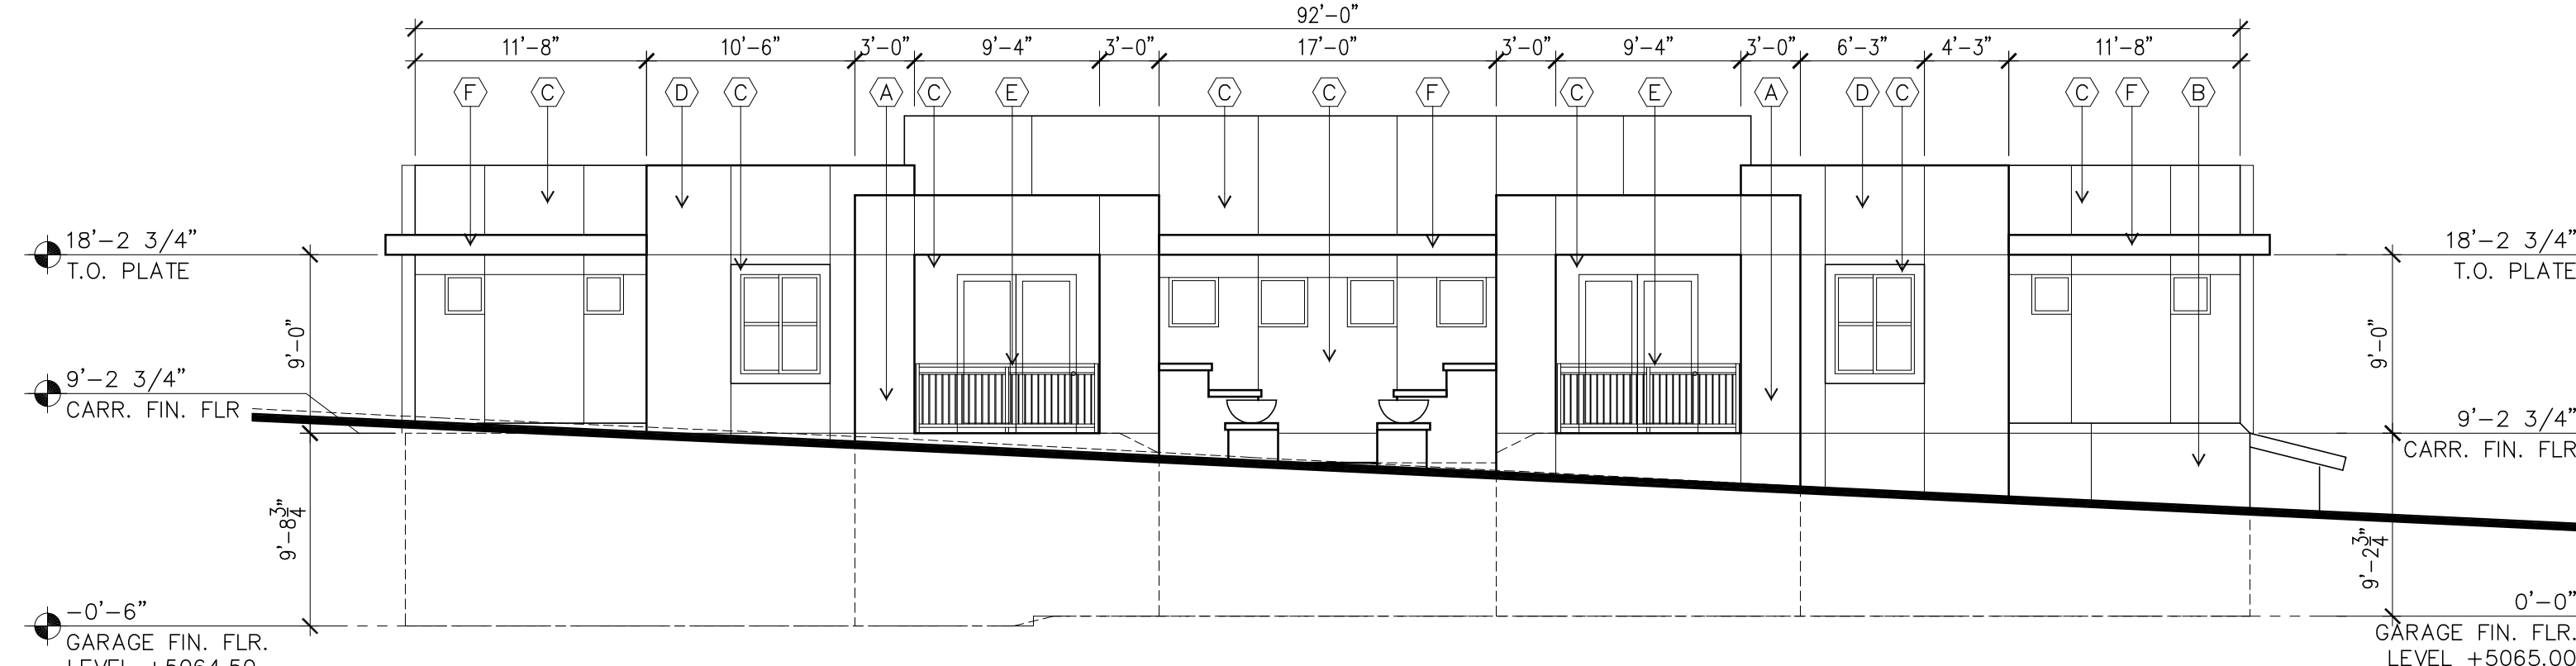 92'-0"
11'-8" 10'-6" 3'-0" 9'-4" 3'-0" 17'-0" 3'-0" 9'-4" 3'-0" 6'-3" 4'-3" 11'-8"
F C D C A C E C C F C E A D C C F B
18'-2 3/4"
T.O. PLATE
18'-2 3/4"
T.O. PLATE
9'-0"
9'-0"
9'-2 3/4"
CARR. FIN. FLR
9'-2 3/4"
CARR. FIN. FLR
9'-8 3/4"
9'-2 3/4"
-0'-6"
GARAGE FIN. FLR.
LEVEL +5064.50
0'-0"
GARAGE FIN. FLR.
LEVEL +5065.00